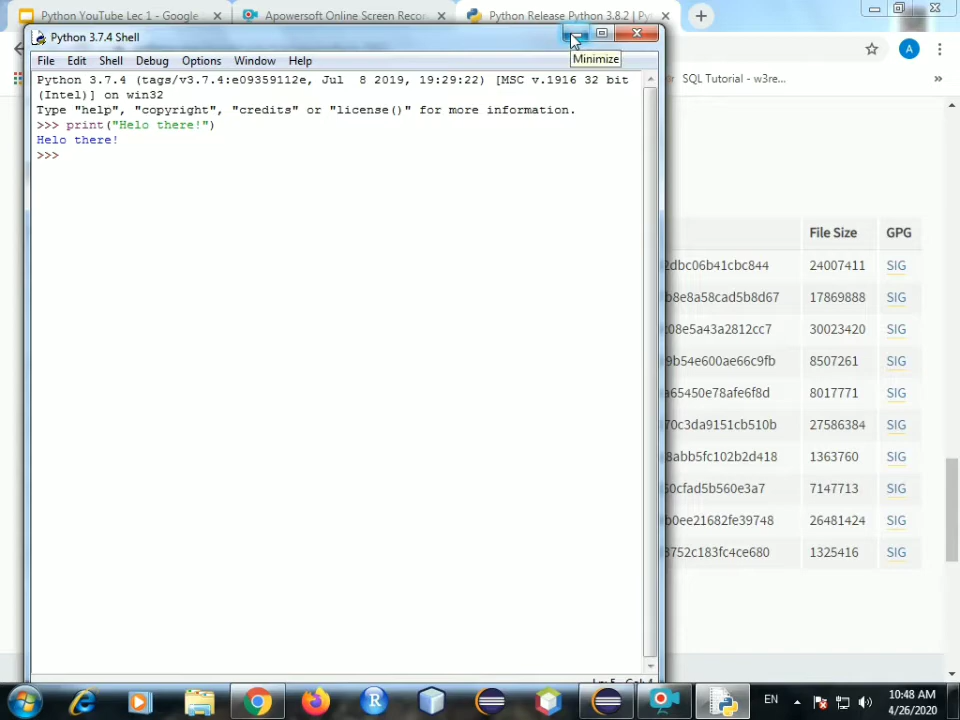 Python YouTube Lec 1 - Google
Apowersoft Online Screen Reco
Python Release Python 3.8.2 | Py
Python 3.7.4 Shell
Minimize
A
SQL Tutorial - w3re...
»
File Edit Shell Debug Options Window Help
Python 3.7.4 (tags/v3.7.4:e09359112e, Jul 8 2019, 19:29:22) [MSC v.1916 32 bit
(Intel)] on win32
Type "help", "copyright", "credits" or "license()" for more information.
>>> print("Helo there!")
Helo there!
>>>
File Size GPG
2dbc06b41cbc844 24007411 SIG
b8e8a58cad5b8d67 17869888 SIG
c08e5a43a2812cc7 30023420 SIG
9b54e600ae66c9fb 8507261 SIG
a65450e78afe6f8d 8017771 SIG
70c3da9151cb510b 27586384 SIG
8abb5fc102b2d418 1363760 SIG
60cfad5b560e3a7 7147713 SIG
b0ee21682fe39748 26481424 SIG
8752c183fc4ce680 1325416 SIG
EN
10:48 AM
4/26/2020